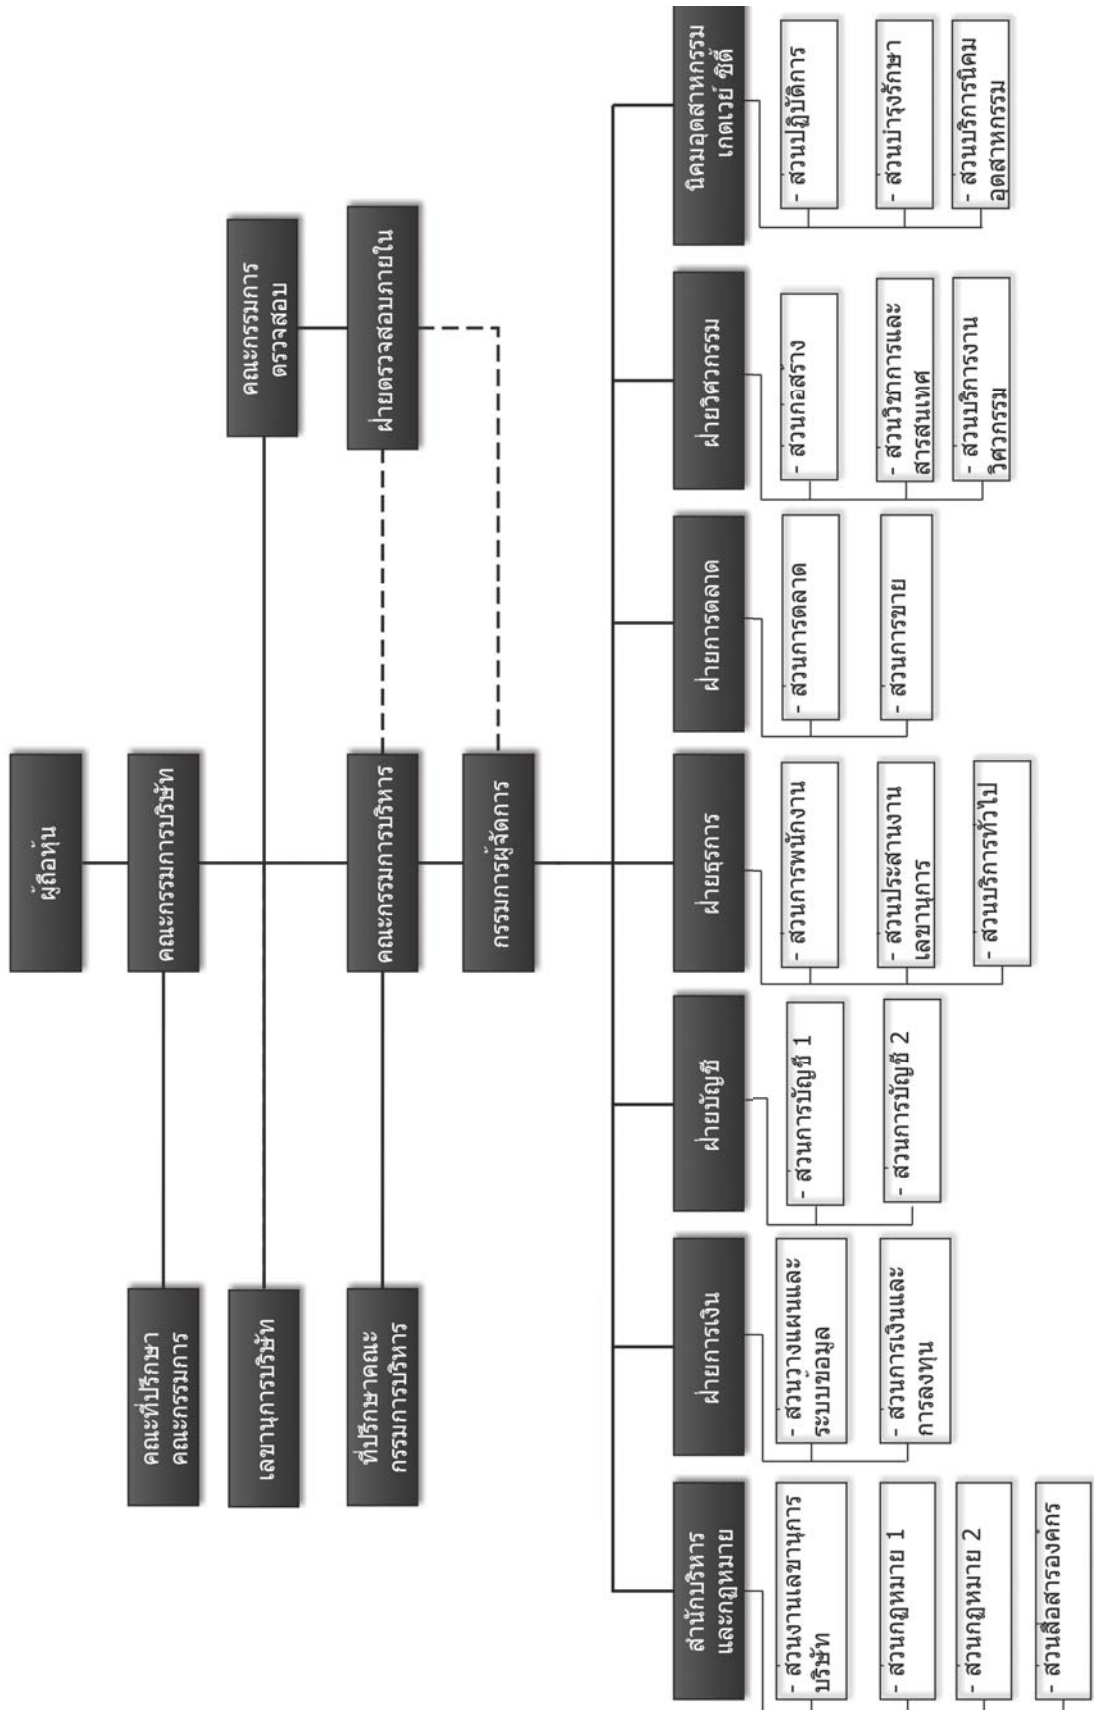 ผู้ถือหุ้น
คณะกรรมการบริษัท
คณะที่ปรึกษา
คณะกรรมการ
เลขานุการบริษัท
คณะกรรมการ
ตรวจสอบ
ที่ปรึกษาคณะ
กรรมการบริหาร
คณะกรรมการบริหาร
ฝ่ายตรวจสอบภายใน
กรรมการผู้จัดการ
สำนักบริหาร
และกฎหมาย
- ส่วนงานเลขานุการ
บริษัท
- ส่วนกฎหมาย 1
- ส่วนกฎหมาย 2
- ส่วนสื่อสารองค์กร
ฝ่ายการเงิน
- ส่วนวางแผนและ
ระบบข้อมูล
- ส่วนการเงินและ
การลงทุน
ฝ่ายบัญชี
- ส่วนการบัญชี 1
- ส่วนการบัญชี 2
ฝ่ายธุรการ
- ส่วนการพนักงาน
- ส่วนประสานงาน
เลขานุการ
- ส่วนบริการทั่วไป
ฝ่ายการตลาด
- ส่วนการตลาด
- ส่วนการขาย
ฝ่ายวิศวกรรม
- ส่วนก่อสร้าง
- ส่วนวิชาการและ
สารสนเทศ
- ส่วนบริการงาน
วิศวกรรม
นิคมอุตสาหกรรม
เกตเวย์ ซิตี้
- ส่วนปฏิบัติการ
- ส่วนบำรุงรักษา
- ส่วนบริการนิคม
อุตสาหกรรม